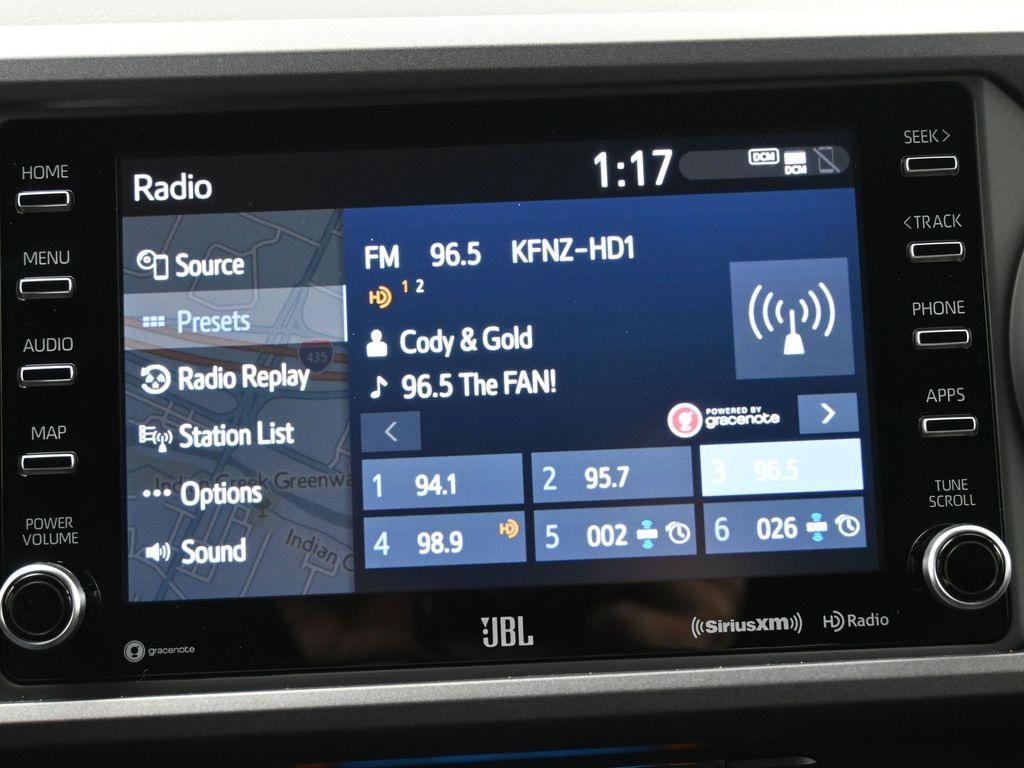 HOME
MENU
AUDIO
MAP
POWER
VOLUME
Radio
1:17
DCM
DCM
Source
Presets
Radio Replay
Station List
Options
Sound
435
Indian Creek Greenwa
Indian C
FM 96.5 KFNZ-HD1
HD 1 2
Cody & Gold
96.5 The FAN!
<
POWERED BY
gracenote
>
1 94.1
2 95.7
3 96.5
4 98.9 HD
5 002
6 026
SEEK>
<TRACK
PHONE
APPS
TUNE
SCROLL
gracenote
JBL
((SiriusXM))
HD Radio